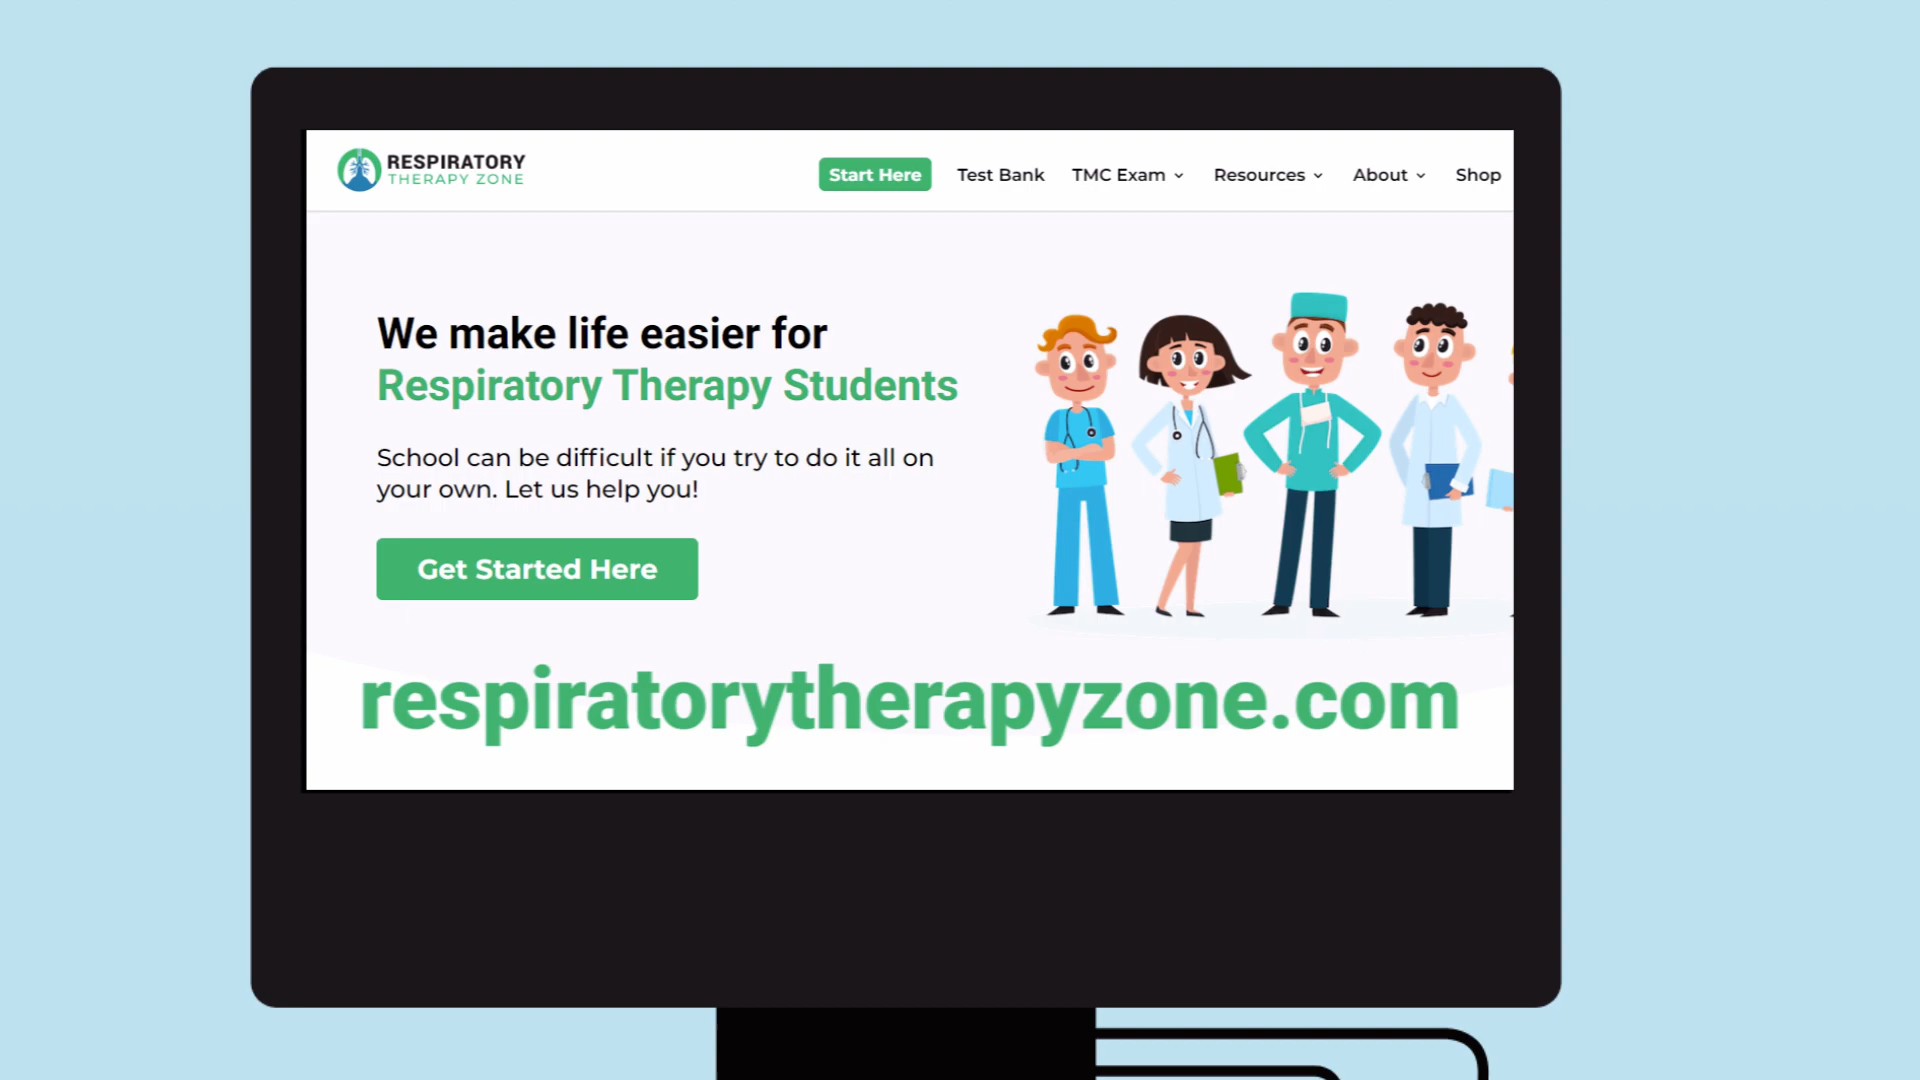 RESPIRATORY
THERAPY ZONE
Start Here
Test Bank
TMC Exam
Resources
About
Shop
We make life easier for
Respiratory Therapy Students
School can be difficult if you try to do it all on
your own. Let us help you!
Get Started Here
respiratorytherapyzone.com